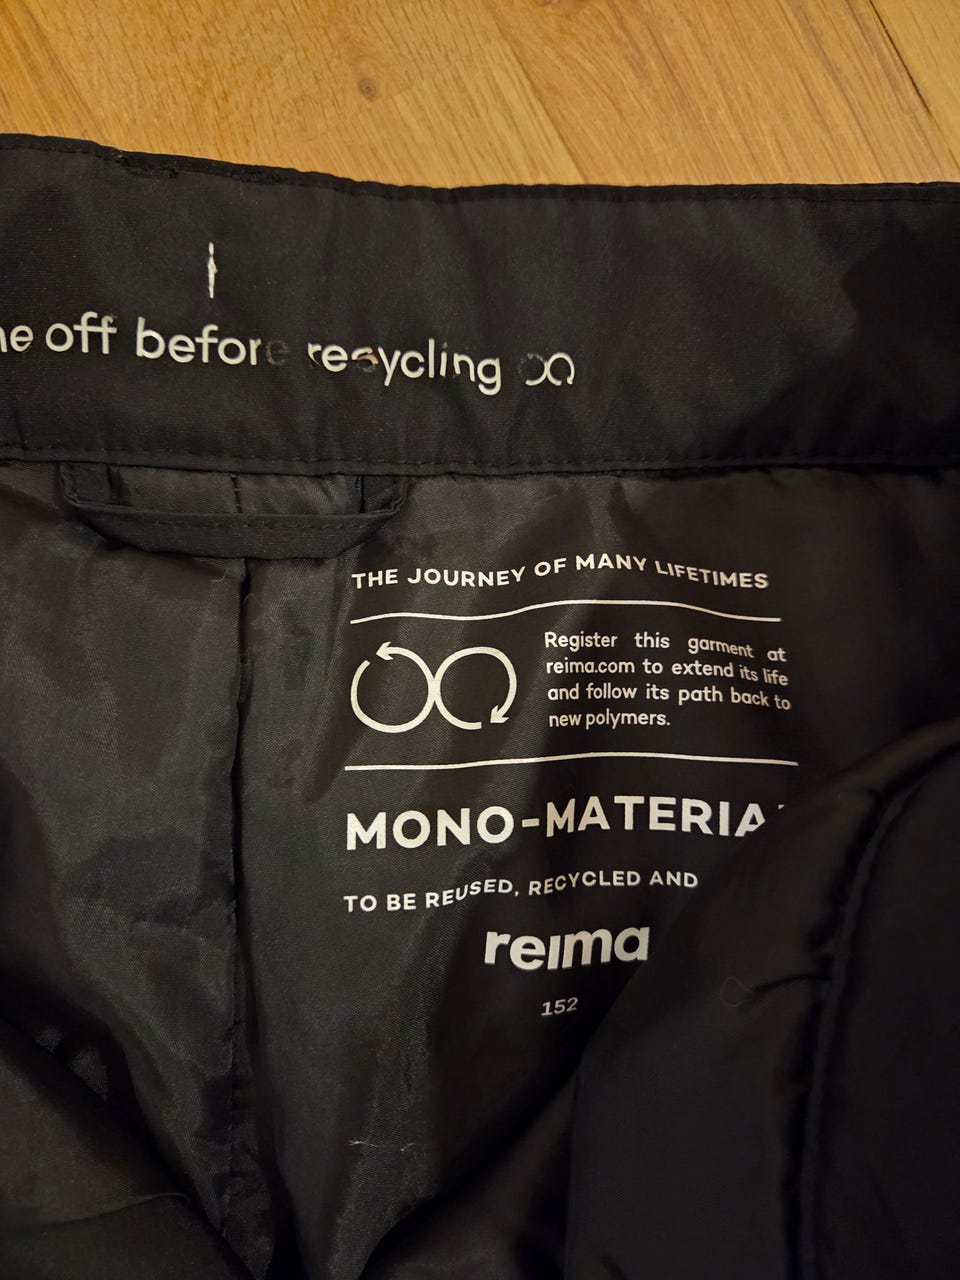 off before recycling
THE JOURNEY OF MANY LIFETIMES
Register this garment at
reima.com to extend its life
and follow its path back to
new polymers.
MONO-MATERIA
TO BE REUSED, RECYCLED AND
reima
152